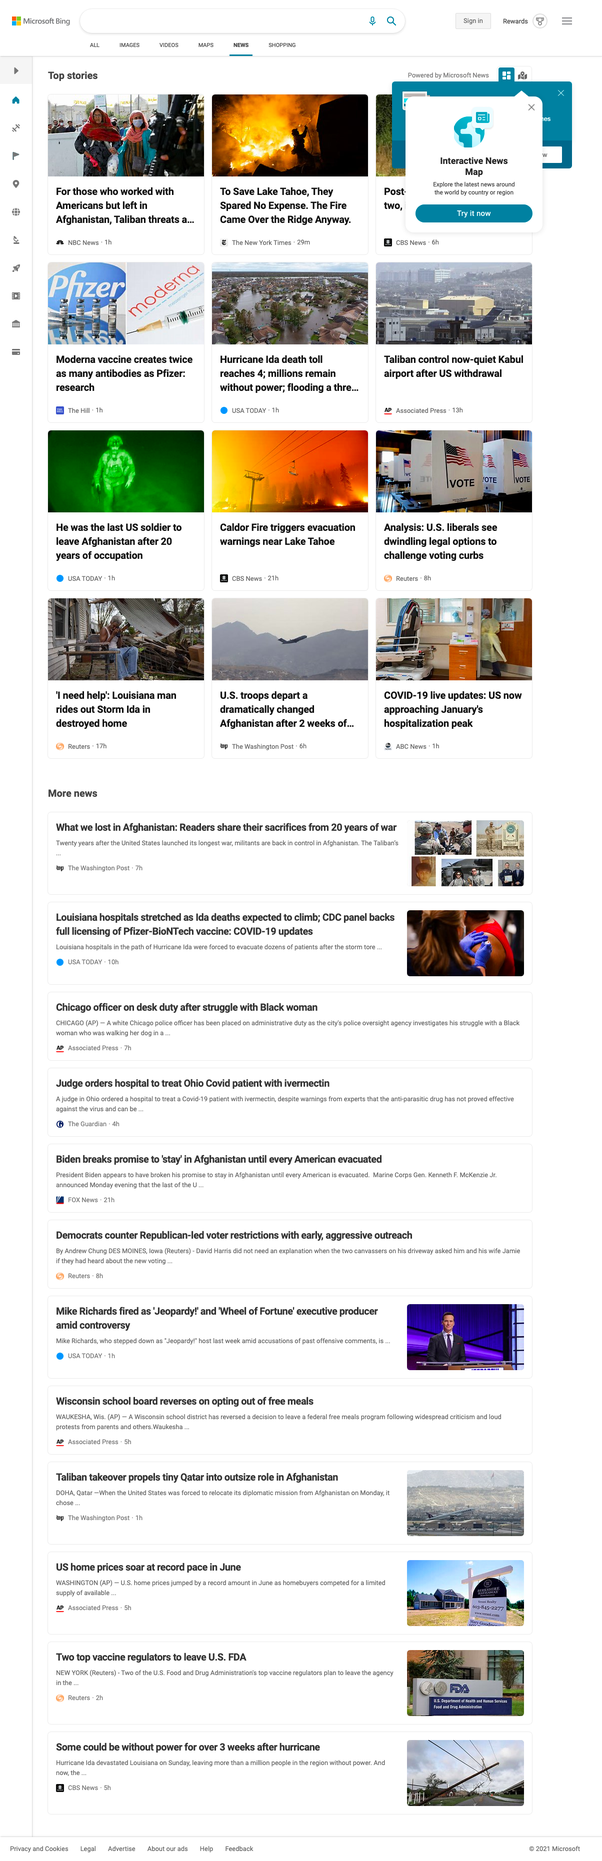 Microsoft Bing
Sign in
Rewards
ALL IMAGES VIDEOS MAPS NEWS SHOPPING
Top stories
Powered by Microsoft News
Interactive News
Map
Explore the latest news around
the world by country or region
Try it now
For those who worked with
Americans but left in
Afghanistan, Taliban threats a...
NBC News · 1h
To Save Lake Tahoe, They
Spared No Expense. The Fire
Came Over the Ridge Anyway.
The New York Times · 29m
Post-
two,
CBS News · 6h
Pfizer
moderna
Moderna vaccine creates twice
as many antibodies as Pfizer:
research
The Hill · 1h
Hurricane Ida death toll
reaches 4; millions remain
without power; flooding a thre...
USA TODAY · 1h
Taliban control now-quiet Kabul
airport after US withdrawal
AP Associated Press · 13h
He was the last US soldier to
leave Afghanistan after 20
years of occupation
USA TODAY · 1h
Caldor Fire triggers evacuation
warnings near Lake Tahoe
CBS News · 21h
VOTE VOTE VOTE
Analysis: U.S. liberals see
dwindling legal options to
challenge voting curbs
Reuters · 8h
'I need help': Louisiana man
rides out Storm Ida in
destroyed home
Reuters · 17h
U.S. troops depart a
dramatically changed
Afghanistan after 2 weeks of...
wp The Washington Post · 6h
COVID-19 live updates: US now
approaching January's
hospitalization peak
ABC News · 1h
More news
What we lost in Afghanistan: Readers share their sacrifices from 20 years of war
Twenty years after the United States launched its longest war, militants are back in control in Afghanistan. The Taliban's
...
wp The Washington Post · 7h
Louisiana hospitals stretched as Ida deaths expected to climb; CDC panel backs
full licensing of Pfizer-BioNTech vaccine: COVID-19 updates
Louisiana hospitals in the path of Hurricane Ida were forced to evacuate dozens of patients after the storm tore ...
USA TODAY · 10h
Chicago officer on desk duty after struggle with Black woman
CHICAGO (AP) — A white Chicago police officer has been placed on administrative duty as the city's police oversight agency investigates his struggle with a Black
woman who was walking her dog in a ...
AP Associated Press · 7h
Judge orders hospital to treat Ohio Covid patient with ivermectin
A judge in Ohio ordered a hospital to treat a Covid-19 patient with ivermectin, despite warnings from experts that the anti-parasitic drug has not proved effective
against the virus and can be ...
The Guardian · 4h
Biden breaks promise to 'stay' in Afghanistan until every American evacuated
President Biden appears to have broken his promise to stay in Afghanistan until every American is evacuated. Marine Corps Gen. Kenneth F. McKenzie Jr.
announced Monday evening that the last of the U ...
FOX News · 21h
Democrats counter Republican-led voter restrictions with early, aggressive outreach
By Andrew Chung DES MOINES, Iowa (Reuters) - David Harris did not need an explanation when the two canvassers on his driveway asked him and his wife Jamie
if they had heard about the new voting ...
Reuters · 8h
Mike Richards fired as 'Jeopardy!' and 'Wheel of Fortune' executive producer
amid controversy
Mike Richards, who stepped down as "Jeopardy!" host last week amid accusations of past offensive comments, is ...
USA TODAY · 1h
Wisconsin school board reverses on opting out of free meals
WAUKESHA, Wis. (AP) — A Wisconsin school district has reversed a decision to leave a federal free meals program following widespread criticism and loud
protests from parents and others.Waukesha ...
AP Associated Press · 5h
Taliban takeover propels tiny Qatar into outsize role in Afghanistan
DOHA, Qatar —When the United States was forced to relocate its diplomatic mission from Afghanistan on Monday, it
chose ...
wp The Washington Post · 1h
US home prices soar at record pace in June
WASHINGTON (AP) — U.S. home prices jumped by a record amount in June as homebuyers competed for a limited
supply of available ...
AP Associated Press · 5h
Two top vaccine regulators to leave U.S. FDA
NEW YORK (Reuters) - Two of the U.S. Food and Drug Administration's top vaccine regulators plan to leave the agency
in the ...
Reuters · 2h
FDA
U.S. Department of Health and Human Services
Food and Drug Administration
Some could be without power for over 3 weeks after hurricane
Hurricane Ida devastated Louisiana on Sunday, leaving more than a million people in the region without power. And
now, the ...
CBS News · 5h
Privacy and Cookies Legal Advertise About our ads Help Feedback
© 2021 Microsoft